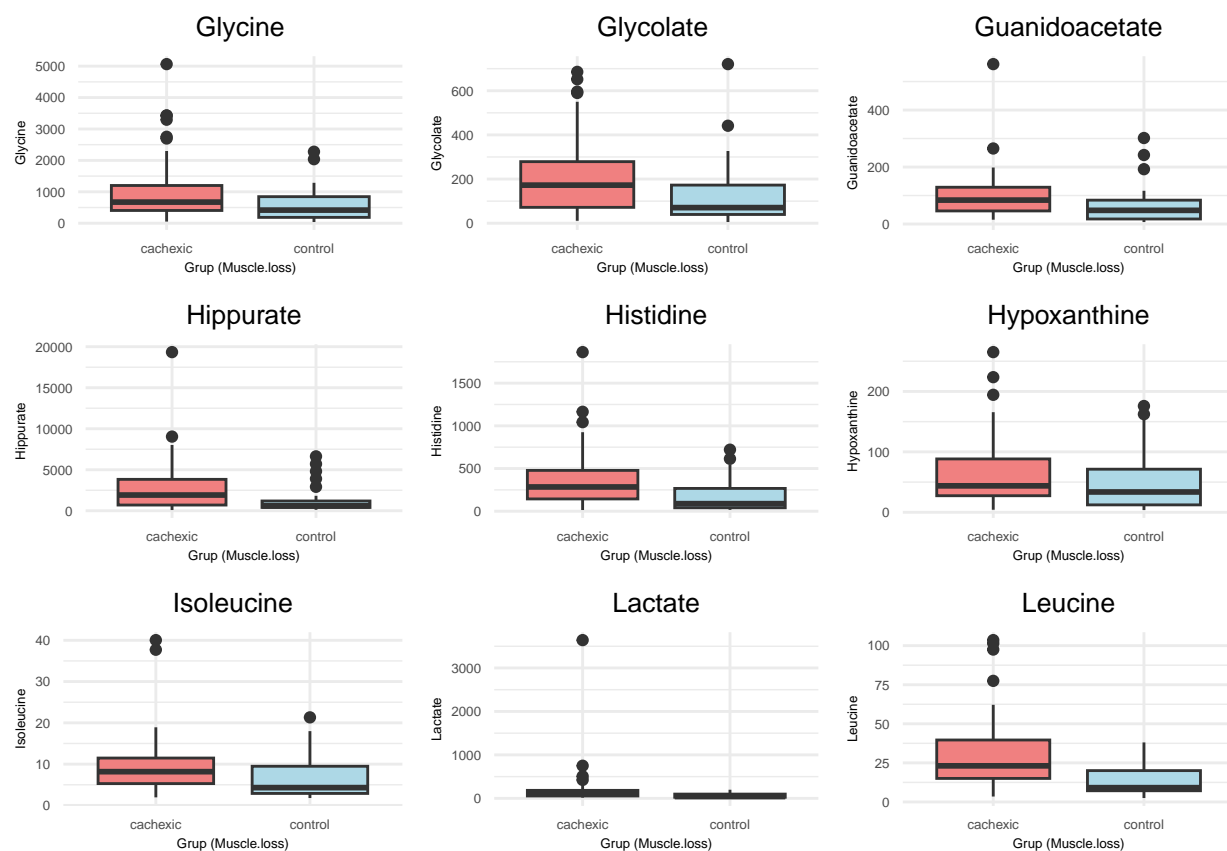 Glycine
Glycine
5000
4000
3000
2000
1000
0
cachexic control
Grup (Muscle.loss)
Glycolate
Glycolate
600
400
200
0
cachexic control
Grup (Muscle.loss)
Guanidoacetate
Guanidoacetate
400
200
0
cachexic control
Grup (Muscle.loss)
Hippurate
Hippurate
20000
15000
10000
5000
0
cachexic control
Grup (Muscle.loss)
Histidine
Histidine
1500
1000
500
0
cachexic control
Grup (Muscle.loss)
Hypoxanthine
Hypoxanthine
200
100
0
cachexic control
Grup (Muscle.loss)
Isoleucine
Isoleucine
40
30
20
10
0
cachexic control
Grup (Muscle.loss)
Lactate
Lactate
3000
2000
1000
0
cachexic control
Grup (Muscle.loss)
Leucine
Leucine
100
75
50
25
0
cachexic control
Grup (Muscle.loss)